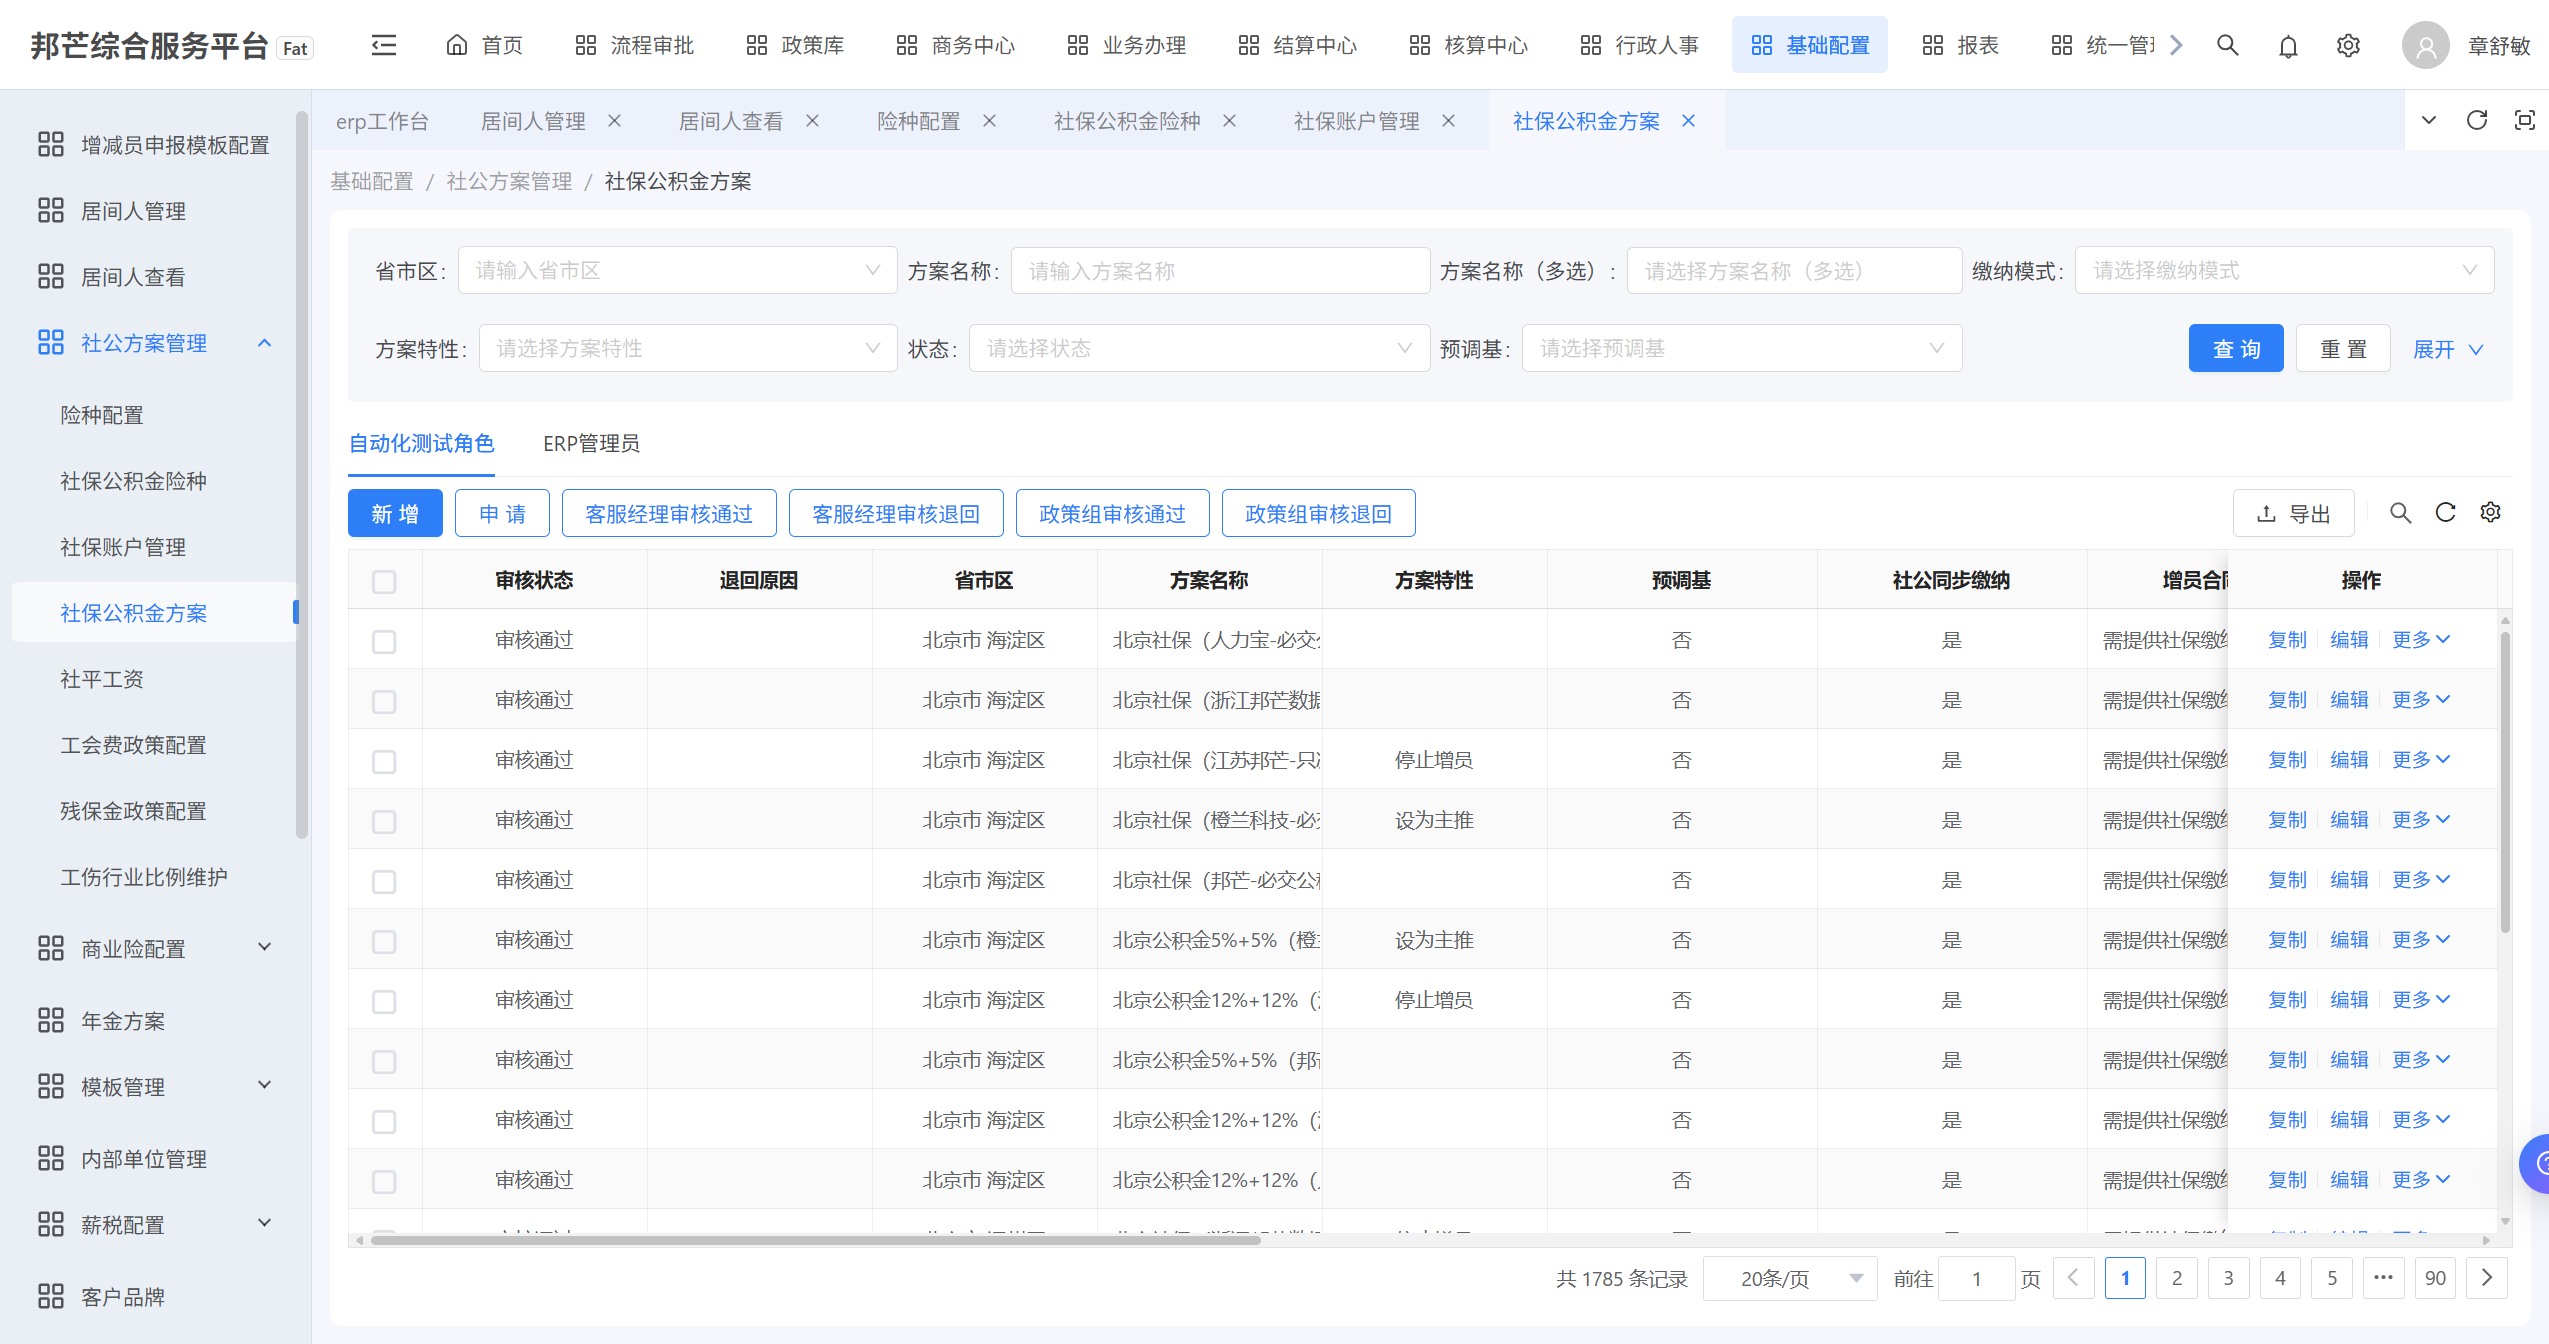 邦芒综合服务平台 Fat 首页 流程审批 政策库 商务中心 业务办理 结算中心 核算中心 行政人事 基础配置 报表 统一管 章舒敏
erp工作台 居间人管理 居间人查看 险种配置 社保公积金险种 社保账户管理 社保公积金方案
基础配置 / 社公方案管理 / 社保公积金方案
增减员申报模板配置
居间人管理
居间人查看
社公方案管理
险种配置
社保公积金险种
社保账户管理
社保公积金方案
社平工资
工会费政策配置
残保金政策配置
工伤行业比例维护
商业险配置
年金方案
模板管理
内部单位管理
薪税配置
客户品牌
省市区: 请输入省市区 方案名称: 请输入方案名称 方案名称（多选）: 请选择方案名称（多选） 缴纳模式: 请选择缴纳模式
方案特性: 请选择方案特性 状态: 请选择状态 预调基: 请选择预调基 查询 重置 展开
自动化测试角色 ERP管理员
新增 申请 客服经理审核通过 客服经理审核退回 政策组审核通过 政策组审核退回 导出
审核状态 退回原因 省市区 方案名称 方案特性 预调基 社公同步缴纳 增员合 操作
审核通过 北京市 海淀区 北京社保（人力宝-必交 否 是 需提供社保缴 复制 编辑 更多
审核通过 北京市 海淀区 北京社保（浙江邦芒数 否 是 需提供社保缴 复制 编辑 更多
审核通过 北京市 海淀区 北京社保（江苏邦芒-只 停止增员 否 是 需提供社保缴 复制 编辑 更多
审核通过 北京市 海淀区 北京社保（橙兰科技-必 设为主推 否 是 需提供社保缴 复制 编辑 更多
审核通过 北京市 海淀区 北京社保（邦芒-必交公 否 是 需提供社保缴 复制 编辑 更多
审核通过 北京市 海淀区 北京公积金5%+5%（橙 设为主推 否 是 需提供社保缴 复制 编辑 更多
审核通过 北京市 海淀区 北京公积金12%+12%（ 停止增员 否 是 需提供社保缴 复制 编辑 更多
审核通过 北京市 海淀区 北京公积金5%+5%（邦 否 是 需提供社保缴 复制 编辑 更多
审核通过 北京市 海淀区 北京公积金12%+12%（ 否 是 需提供社保缴 复制 编辑 更多
审核通过 北京市 海淀区 北京公积金12%+12%（ 否 是 需提供社保缴 复制 编辑 更多
共 1785 条记录 20条/页 前往 1 页 1 2 3 4 5 ••• 90